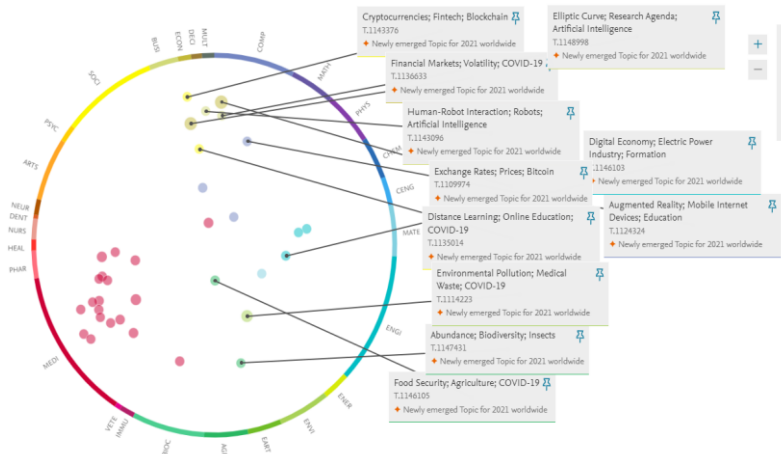 Cryptocurrencies; Fintech; Blockchain
T.1143376
Newly emerged Topic for 2021 worldwide
Elliptic Curve; Research Agenda;
Artificial Intelligence
T.1148998
Newly emerged Topic for 2021 worldwide
Financial Markets; Volatility; COVID-19
T.1136633
Newly emerged Topic for 2021 worldwide
Human-Robot Interaction; Robots;
Artificial Intelligence
T.1143096
Newly emerged Topic for 2021 worldwide
Digital Economy; Electric Power
Industry; Formation
T.1146103
Newly emerged Topic for 2021 worldwide
Exchange Rates; Prices; Bitcoin
T.1109974
Newly emerged Topic for 2021 worldwide
Augmented Reality; Mobile Internet
Devices; Education
T.1124324
Newly emerged Topic for 2021 worldwide
Distance Learning; Online Education;
COVID-19
T.1135014
Newly emerged Topic for 2021 worldwide
Environmental Pollution; Medical
Waste; COVID-19
T.1114223
Newly emerged Topic for 2021 worldwide
Abundance; Biodiversity; Insects
T.1147431
Newly emerged Topic for 2021 worldwide
Food Security; Agriculture; COVID-19
T.1146105
Newly emerged Topic for 2021 worldwide
COMP
MATH
PHYS
CHEM
CENG
MATE
ENGI
ENER
ENVI
EART
IMMU
VETE
MEDI
PHAR
HEAL
NURS
DENT
NEUR
ARTS
PSYC
SOCI
BUSI
ECON
DECI
MULT